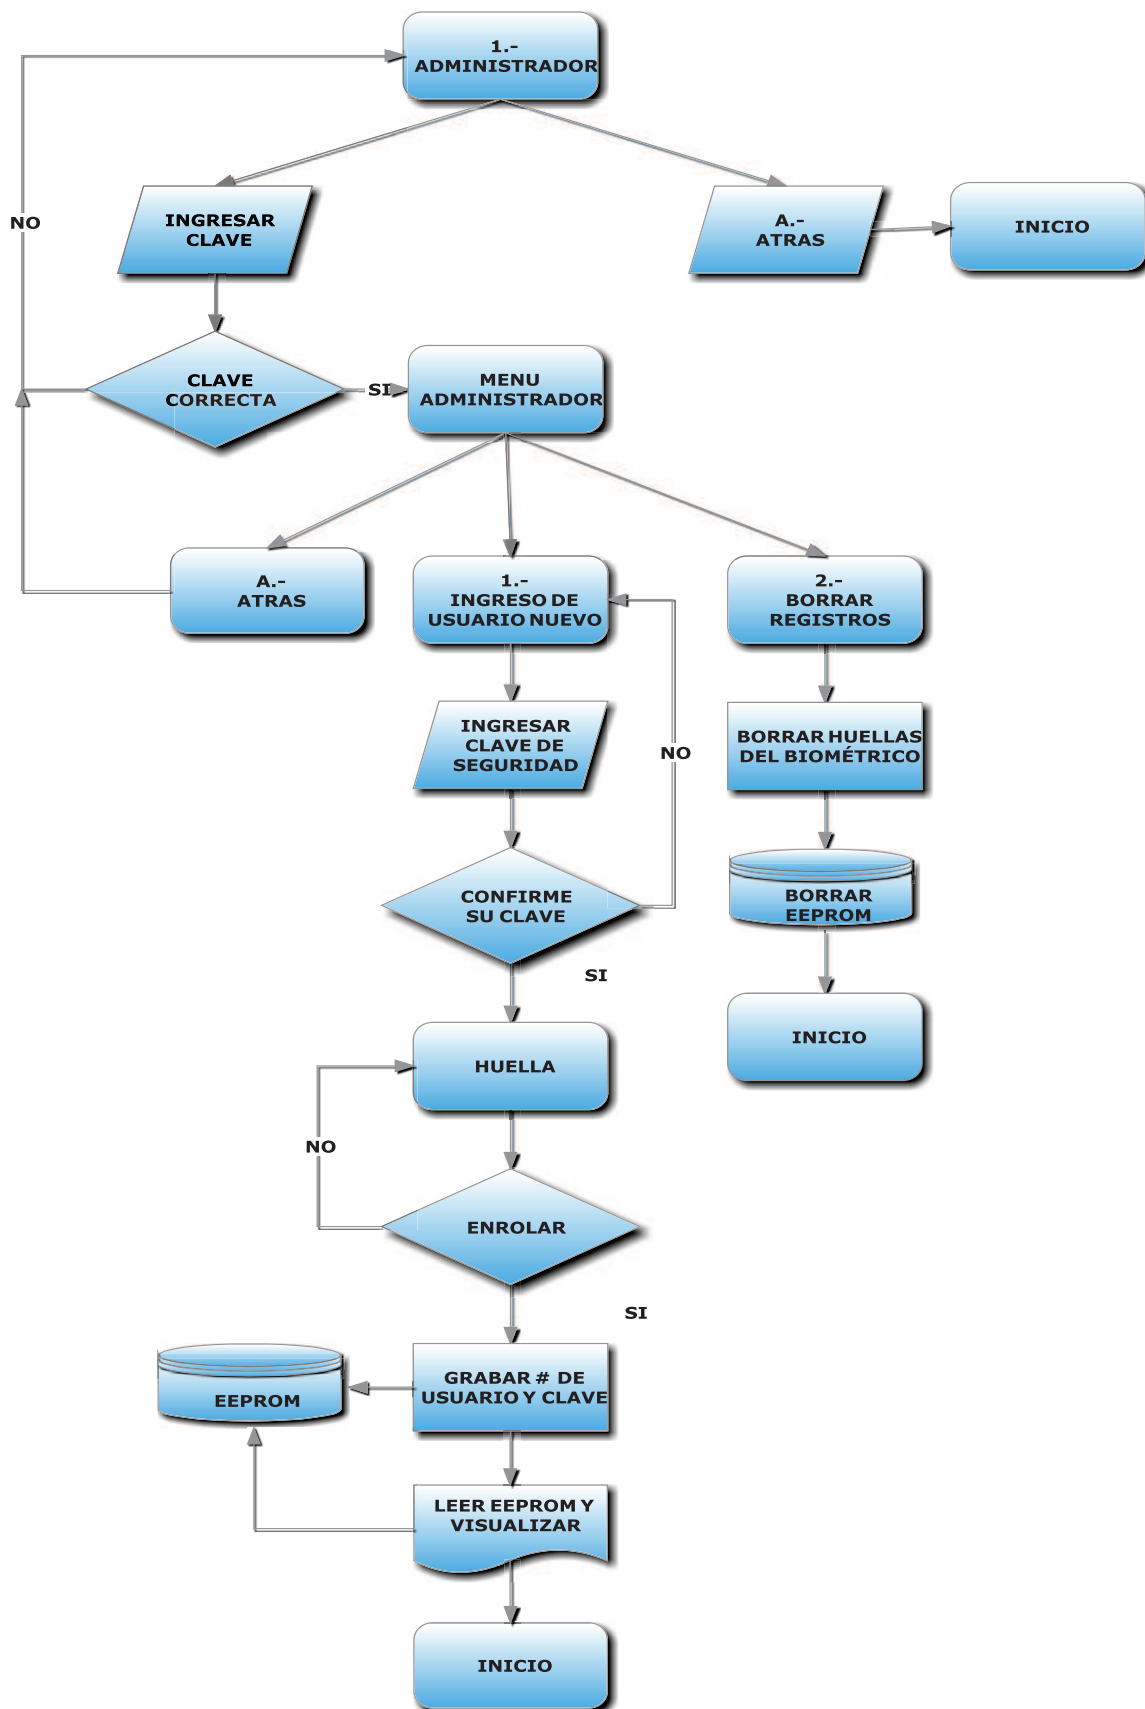 1.-
ADMINISTRADOR
NO
INGRESAR
CLAVE
A.-
ATRAS
INICIO
CLAVE
CORRECTA
SI
MENU
ADMINISTRADOR
A.-
ATRAS
1.-
INGRESO DE
USUARIO NUEVO
2.-
BORRAR
REGISTROS
INGRESAR
CLAVE DE
SEGURIDAD
NO
BORRAR HUELLAS
DEL BIOMÉTRICO
CONFIRME
SU CLAVE
BORRAR
EEPROM
SI
HUELLA
INICIO
NO
ENROLAR
SI
EEPROM
GRABAR # DE
USUARIO Y CLAVE
LEER EEPROM Y
VISUALIZAR
INICIO